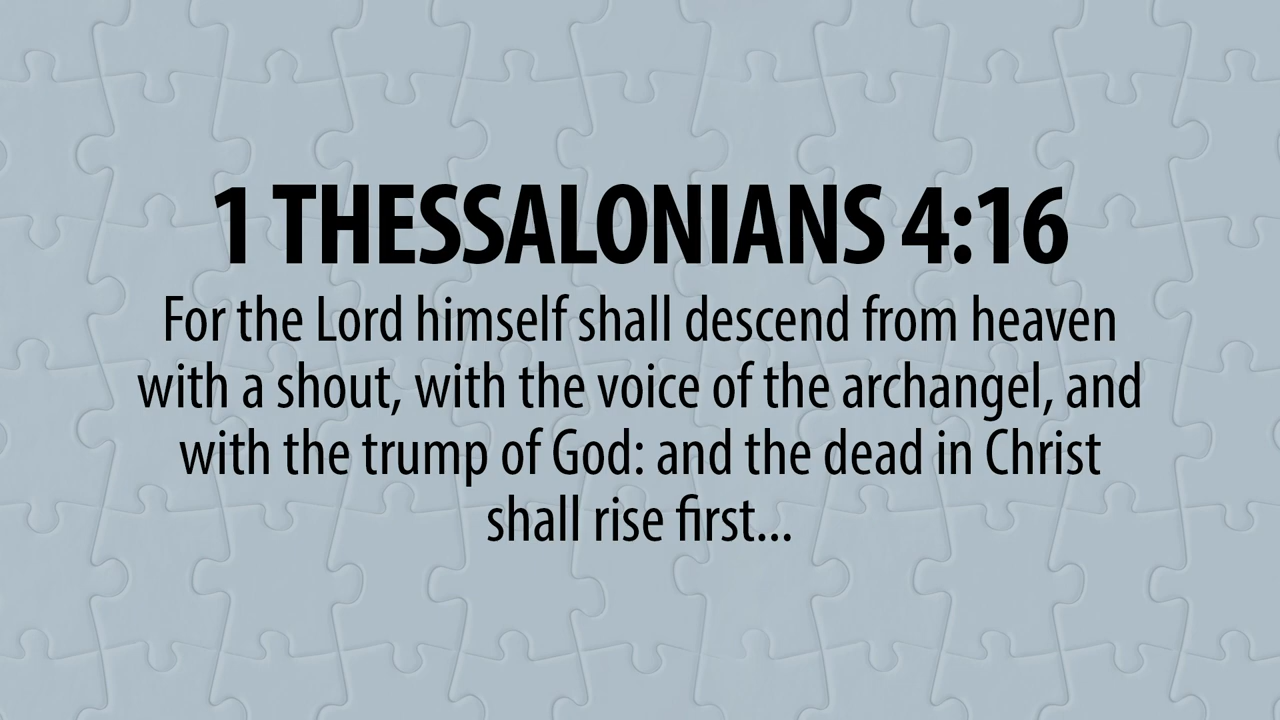 1 THESSALONIANS 4:16
For the Lord himself shall descend from heaven
with a shout, with the voice of the archangel, and
with the trump of God: and the dead in Christ
shall rise first...